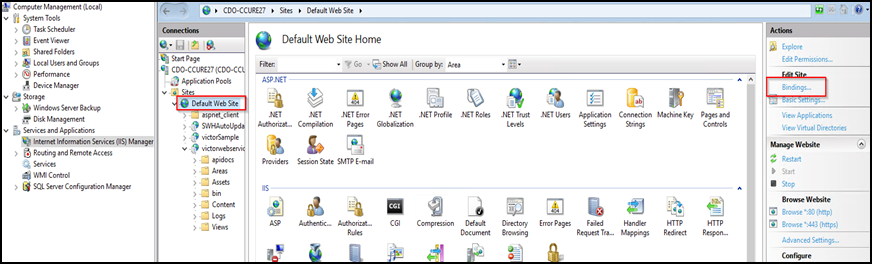 Computer Management (Local)
System Tools
Task Scheduler
Event Viewer
Shared Folders
Local Users and Groups
Performance
Device Manager
Storage
Windows Server Backup
Disk Management
Services and Applications
Internet Information Services (IIS) Manager
Routing and Remote Access
Services
WMI Control
SQL Server Configuration Manager
CDO-CCURE27 Sites Default Web Site
Connections
Start Page
CDO-CCURE27 (CDO-CCUR
Application Pools
Sites
Default Web Site
aspnet_client
SWHAutoUpda
victorSample
victorwebservic
apidocs
Areas
Assets
bin
Content
Logs
Views
Default Web Site Home
Filter: Go Show All Group by: Area
ASP.NET
.NET Authorizat...
.NET Compilation
.NET Error Pages
.NET Globalization
.NET Profile
.NET Roles
.NET Trust Levels
.NET Users
Application Settings
Connection Strings
Machine Key
Pages and Controls
Providers
Session State
SMTP E-mail
IIS
ASP
Authentic...
Authorizat... Rules
CGI
CGI
Compression
Default Document
Directory Browsing
Error Pages
Failed Request Tra...
Handler Mappings
HTTP Redirect
HTTP Respon...
Actions
Explore
Edit Permissions...
Edit Site
Bindings...
Basic Settings...
View Applications
View Virtual Directories
Manage Website
Restart
Start
Stop
Browse Website
Browse *:80 (http)
Browse *:443 (https)
Advanced Settings...
Configure